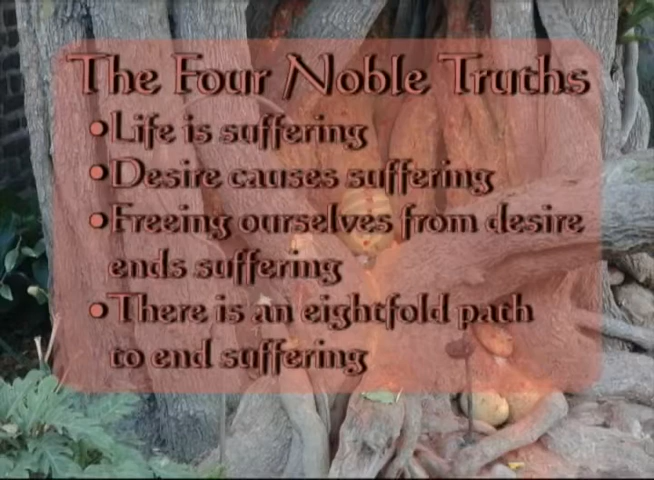 The Four Noble Truths
•Life is suffering
•Desire causes suffering
•Freeing ourselves from desire
ends suffering
•There is an eightfold path
to end suffering